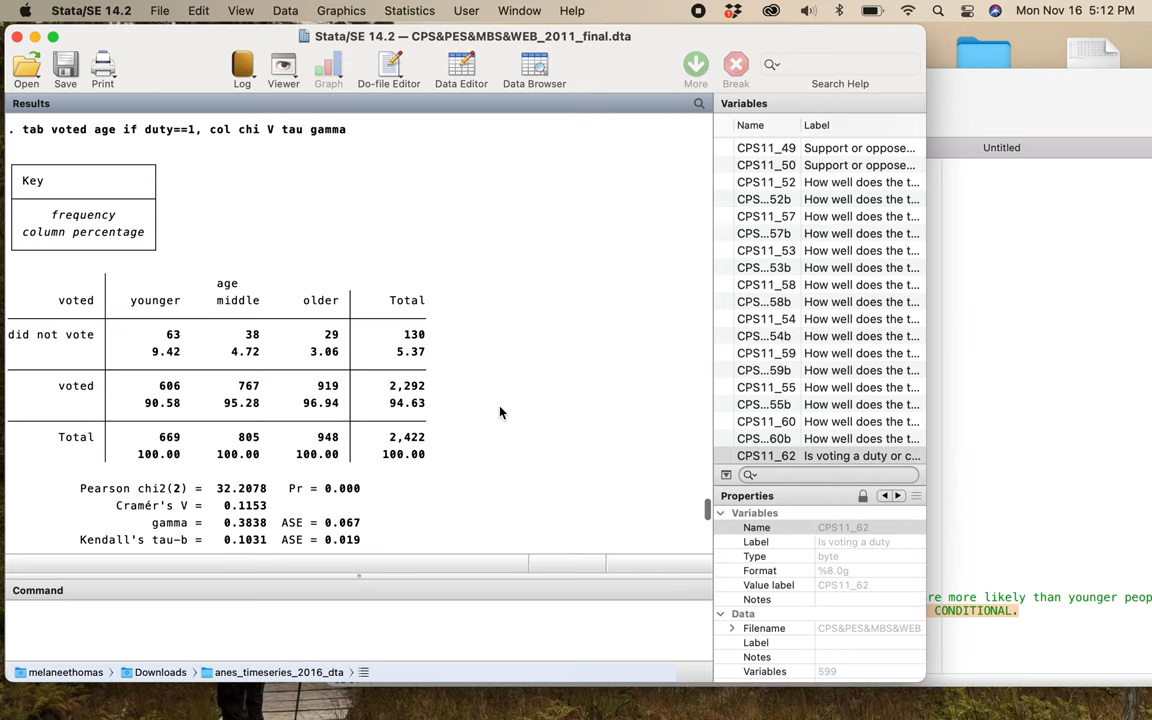 Stata/SE 14.2 File Edit View Data Graphics Statistics User Window Help Mon Nov 16 5:12 PM
Stata/SE 14.2 — CPS&PES&MBS&WEB_2011_final.dta
Open Save Print Log Viewer Graph Do-file Editor Data Editor Data Browser More Break Search Help
Results
. tab voted age if duty==1, col chi V tau gamma
Key
frequency
column percentage
age
voted younger middle older Total
did not vote 63 38 29 130
9.42 4.72 3.06 5.37
voted 606 767 919 2,292
90.58 95.28 96.94 94.63
Total 669 805 948 2,422
100.00 100.00 100.00 100.00
Pearson chi2(2) = 32.2078 Pr = 0.000
Cramér's V = 0.1153
gamma = 0.3838 ASE = 0.067
Kendall's tau-b = 0.1031 ASE = 0.019
Command
melaneethomas Downloads anes_timeseries_2016_dta
Variables
Name Label
CPS11_49 Support or oppose...
CPS11_50 Support or oppose...
CPS11_52 How well does the t...
CPS...52b How well does the t...
CPS11_57 How well does the t...
CPS...57b How well does the t...
CPS11_53 How well does the t...
CPS...53b How well does the t...
CPS11_58 How well does the t...
CPS...58b How well does the t...
CPS11_54 How well does the t...
CPS...54b How well does the t...
CPS11_59 How well does the t...
CPS...59b How well does the t...
CPS11_55 How well does the t...
CPS...55b How well does the t...
CPS11_60 How well does the t...
CPS...60b How well does the t...
CPS11_62 Is voting a duty or c...
Properties
Variables
Name CPS11_62
Label Is voting a duty
Type byte
Format %8.0g
Value label CPS11_62
Notes
Data
Filename CPS&PES&MBS&WEB
Label
Notes
Variables 599
Untitled
re more likely than younger peop
CONDITIONAL.